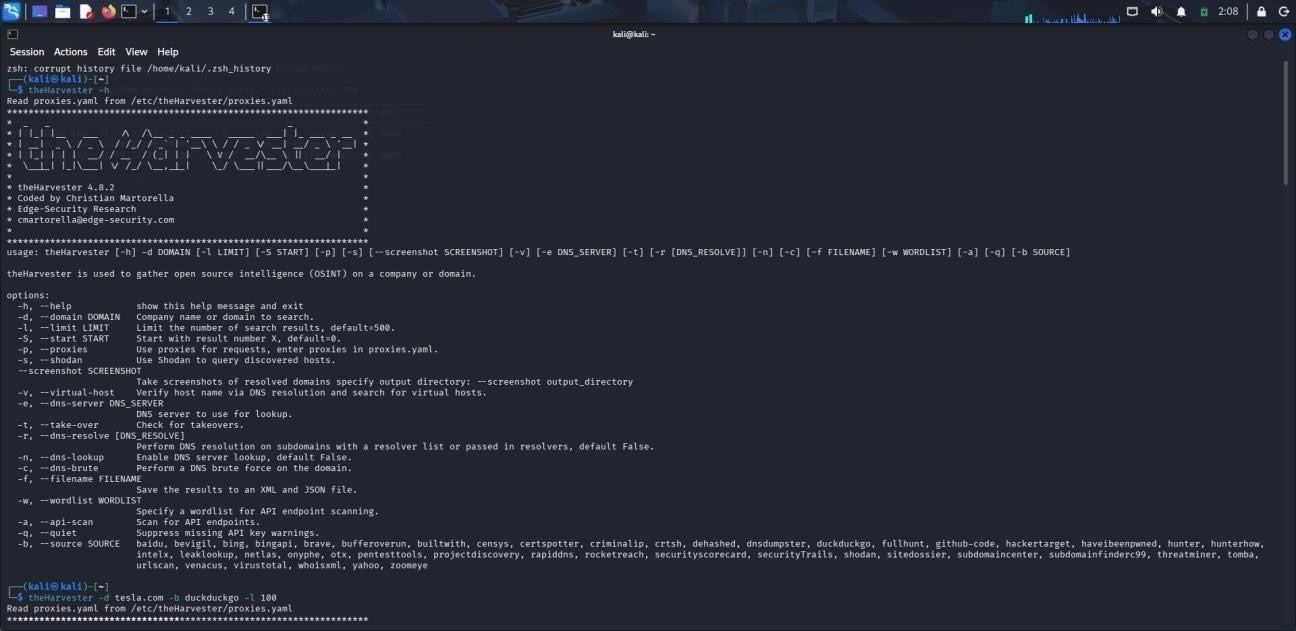 1 2 3 4
2:08
kali@kali: ~
Session Actions Edit View Help
zsh: corrupt history file /home/kali/.zsh_history
┌──(kali㉿kali)-[~]
└─$ theHarvester -h
Read proxies.yaml from /etc/theHarvester/proxies.yaml
*******************************************************************
theHarvester
* theHarvester 4.8.2 *
* Coded by Christian Martorella *
* Edge-Security Research *
* cmartorella@edge-security.com *
* *
*******************************************************************
usage: theHarvester [-h] -d DOMAIN [-l LIMIT] [-S START] [-p] [-s] [--screenshot SCREENSHOT] [-v] [-e DNS_SERVER] [-t] [-r [DNS_RESOLVE]] [-n] [-c] [-f FILENAME] [-w WORDLIST] [-a] [-q] [-b SOURCE]
theHarvester is used to gather open source intelligence (OSINT) on a company or domain.
options:
-h, --help show this help message and exit
-d, --domain DOMAIN Company name or domain to search.
-l, --limit LIMIT Limit the number of search results, default=500.
-S, --start START Start with result number X, default=0.
-p, --proxies Use proxies for requests, enter proxies in proxies.yaml.
-s, --shodan Use Shodan to query discovered hosts.
--screenshot SCREENSHOT
Take screenshots of resolved domains specify output directory: --screenshot output_directory
-v, --virtual-host Verify host name via DNS resolution and search for virtual hosts.
-e, --dns-server DNS_SERVER
DNS server to use for lookup.
-t, --take-over Check for takeovers.
-r, --dns-resolve [DNS_RESOLVE]
Perform DNS resolution on subdomains with a resolver list or passed in resolvers, default False.
-n, --dns-lookup Enable DNS server lookup, default False.
-c, --dns-brute Perform a DNS brute force on the domain.
-f, --filename FILENAME
Save the results to an XML and JSON file.
-w, --wordlist WORDLIST
Specify a wordlist for API endpoint scanning.
-a, --api-scan Scan for API endpoints.
-q, --quiet Suppress missing API key warnings.
-b, --source SOURCE baidu, bevigil, bing, bingapi, brave, bufferoverun, builtwith, censys, certspotter, criminalip, crtsh, dehashed, dnsdumpster, duckduckgo, fullhunt, github-code, hackertarget, haveibeenpwned, hunter, hunterhow,
intelx, leaklookup, netlas, onyphe, otx, pentesttools, projectdiscovery, rapiddns, rocketreach, securityscorecard, securityTrails, shodan, sitedossier, subdomaincenter, subdomainfinderc99, threatminer, tomba,
urlscan, venacus, virustotal, whoisxml, yahoo, zoomeye
┌──(kali㉿kali)-[~]
└─$ theHarvester -d tesla.com -b duckduckgo -l 100
Read proxies.yaml from /etc/theHarvester/proxies.yaml
*******************************************************************